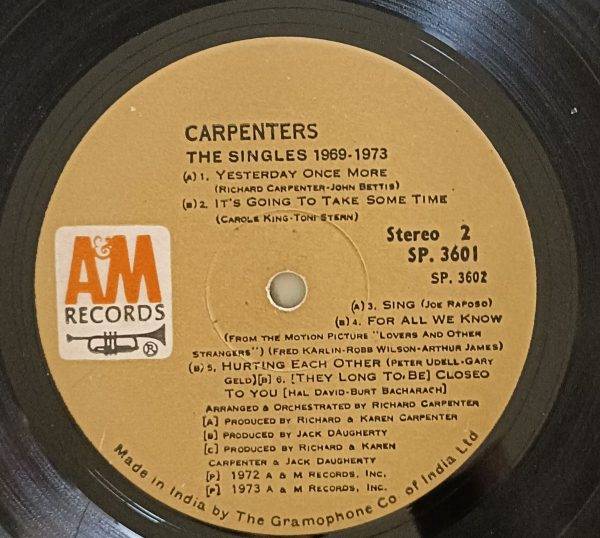 CARPENTERS
THE SINGLES 1969-1973
(A) 1. YESTERDAY ONCE MORE
(RICHARD CARPENTER-JOHN BETTIS)
(B) 2. IT'S GOING TO TAKE SOME TIME
(CAROLE KING-TONI STERN)
Stereo 2
SP. 3601
SP. 3602
A&M
RECORDS
®
(A) 3. SING (JOE RAPOSO)
(B) 4. FOR ALL WE KNOW
(FROM THE MOTION PICTURE "LOVERS AND OTHER
STRANGERS") (FRED KARLIN-ROBB WILSON-ARTHUR JAMES)
(B) 5. HURTING EACH OTHER (PETER UDELL-GARY
GELD) [B] 6. [THEY LONG TO BE] CLOSEO
TO YOU [HAL DAVID-BURT BACHARACH]
ARRANGED & ORCHESTRATED BY RICHARD CARPENTER
[A] PRODUCED BY RICHARD & KAREN CARPENTER
[B] PRODUCED BY JACK DAUGHERTY
[C] PRODUCED BY RICHARD & KAREN
CARPENTER & JACK DAUGHERTY
[P] 1972 A & M RECORDS, INC.
[P] 1973 A & M RECORDS, INC.
Made in India by The Gramophone Co of India Ltd